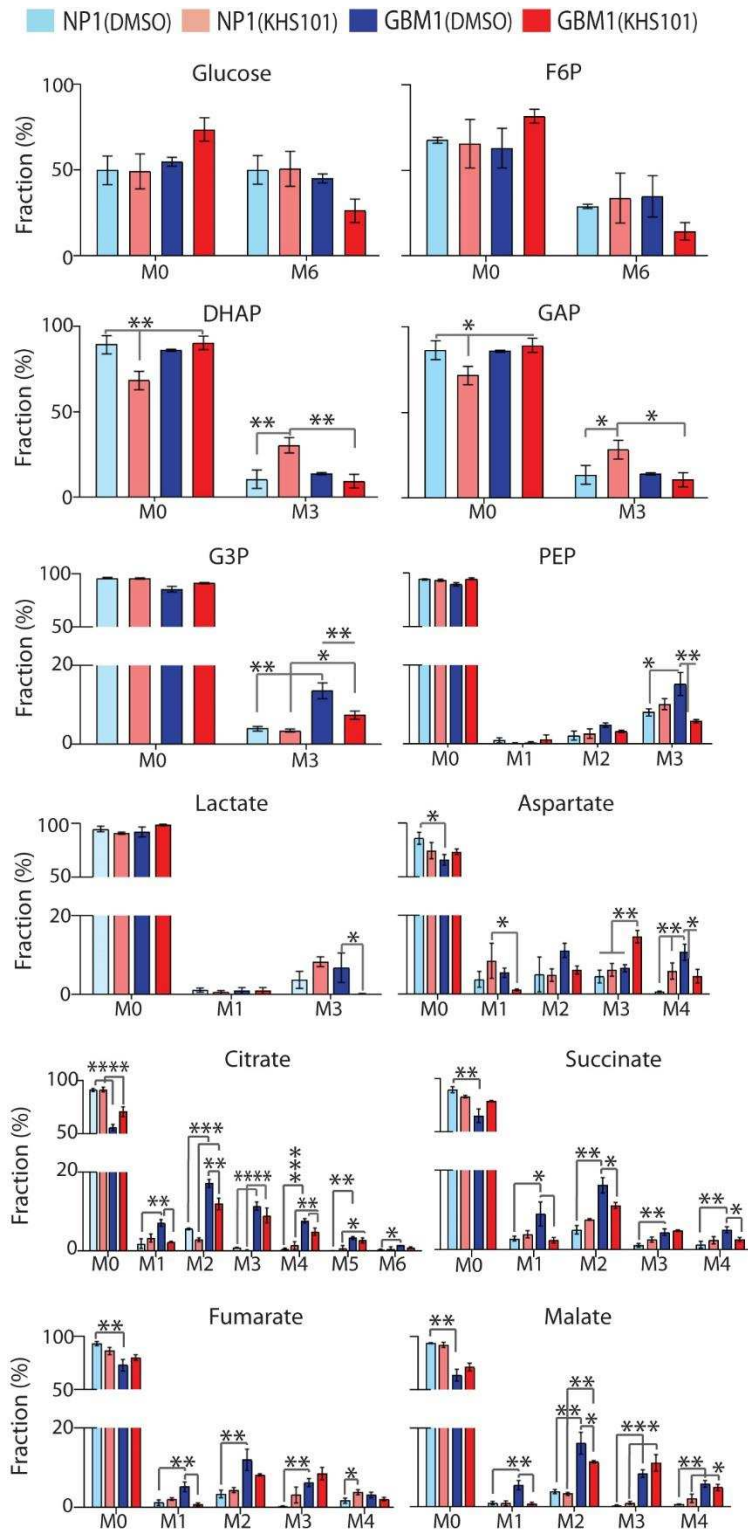 NP1(DMSO) NP1(KHS101) GBM1(DMSO) GBM1(KHS101)
Glucose F6P
Fraction (%)
100
50
0
M0 M6 M0 M6
DHAP GAP
Fraction (%)
100
50
0
** ** **
* * *
M0 M3 M0 M3
G3P PEP
Fraction (%)
100
50
20
0
** * **
* **
M0 M3 M0 M1 M2 M3
Lactate Aspartate
Fraction (%)
100
50
20
0
*
* * ** ** *
M0 M1 M3 M0 M1 M2 M3 M4
Citrate Succinate
Fraction (%)
100
50
20
0
**** ** *** ** **** *** ** ** * *
** * ** * ** ** *
M0 M1 M2 M3 M4 M5 M6 M0 M1 M2 M3 M4
Fumarate Malate
Fraction (%)
100
50
20
0
** ** ** ** *
** ** ** ** * *** ** *
M0 M1 M2 M3 M4 M0 M1 M2 M3 M4